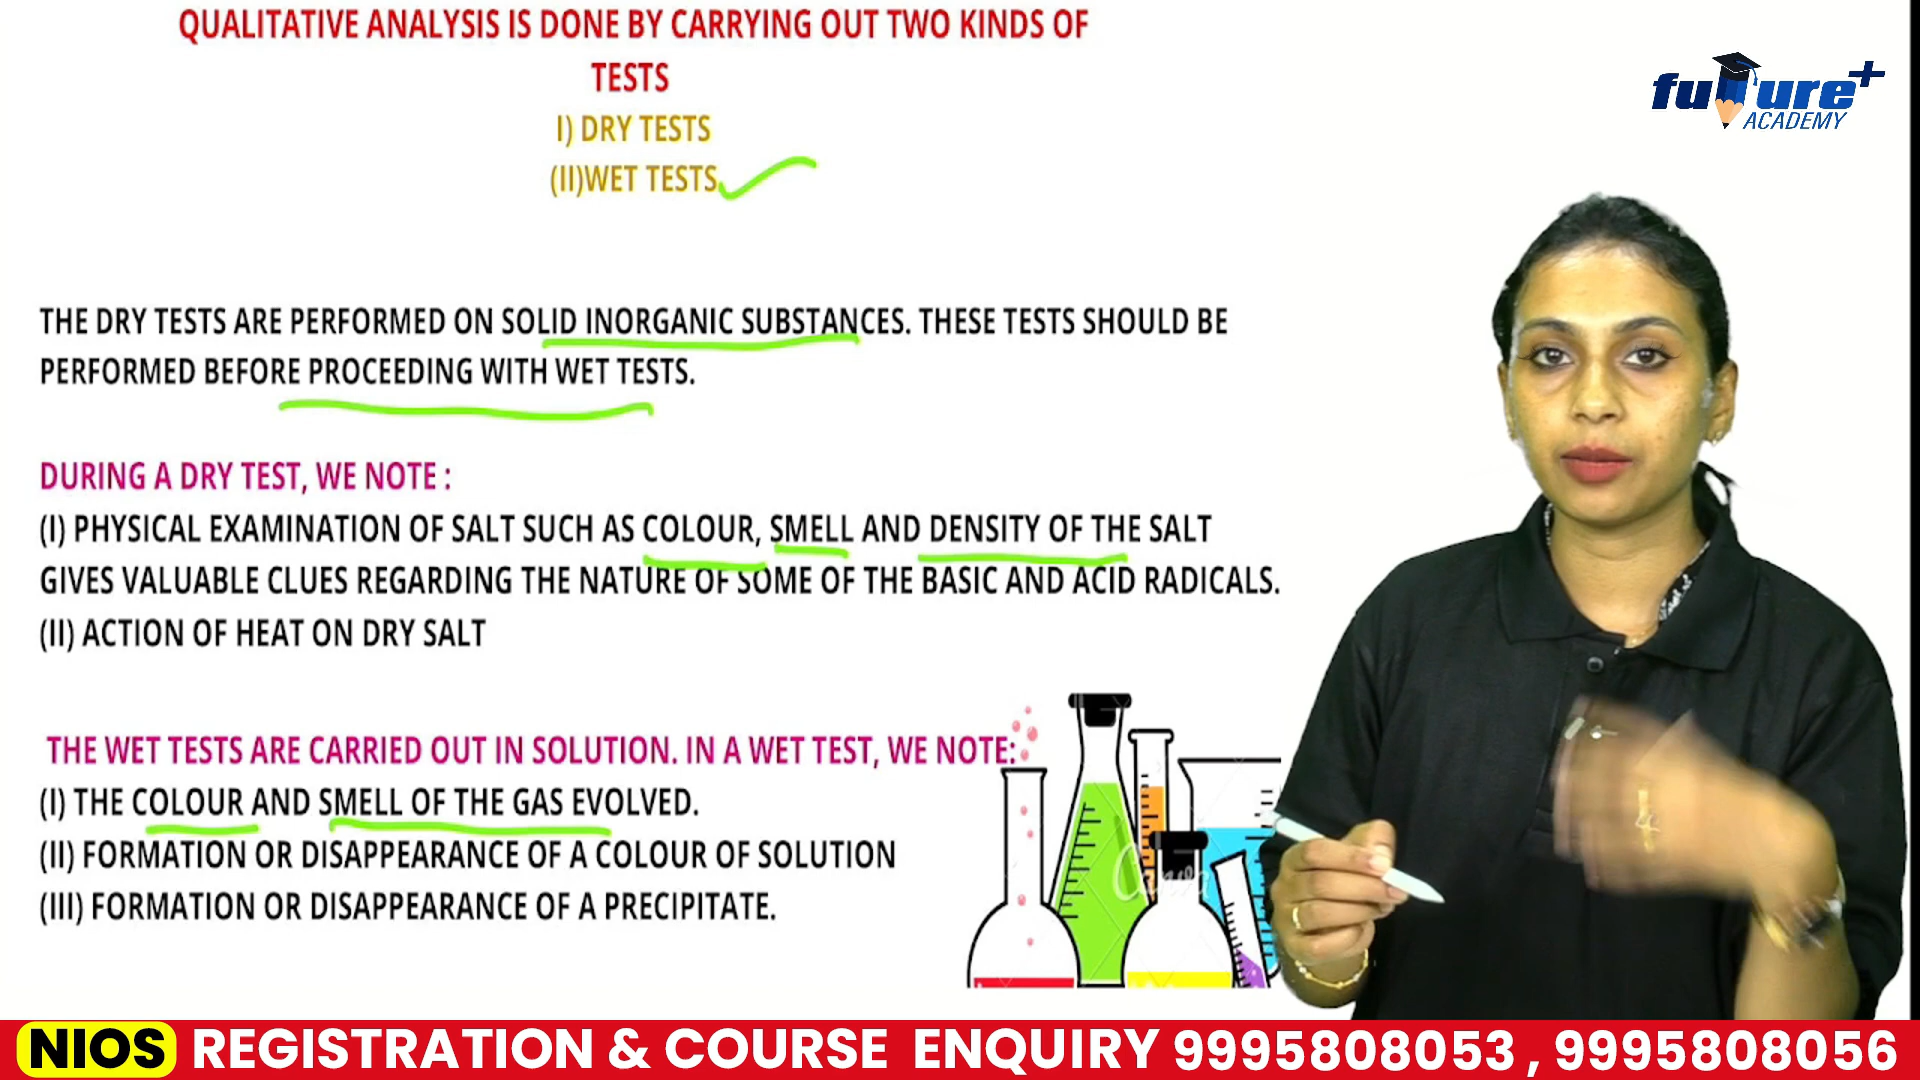 QUALITATIVE ANALYSIS IS DONE BY CARRYING OUT TWO KINDS OF
TESTS
I) DRY TESTS
(II)WET TESTS
future+
ACADEMY
THE DRY TESTS ARE PERFORMED ON SOLID INORGANIC SUBSTANCES. THESE TESTS SHOULD BE
PERFORMED BEFORE PROCEEDING WITH WET TESTS.
DURING A DRY TEST, WE NOTE :
(I) PHYSICAL EXAMINATION OF SALT SUCH AS COLOUR, SMELL AND DENSITY OF THE SALT
GIVES VALUABLE CLUES REGARDING THE NATURE OF SOME OF THE BASIC AND ACID RADICALS.
(II) ACTION OF HEAT ON DRY SALT
THE WET TESTS ARE CARRIED OUT IN SOLUTION. IN A WET TEST, WE NOTE:
(I) THE COLOUR AND SMELL OF THE GAS EVOLVED.
(II) FORMATION OR DISAPPEARANCE OF A COLOUR OF SOLUTION
(III) FORMATION OR DISAPPEARANCE OF A PRECIPITATE.
Canva
NIOS REGISTRATION & COURSE ENQUIRY 9995808053 , 9995808056